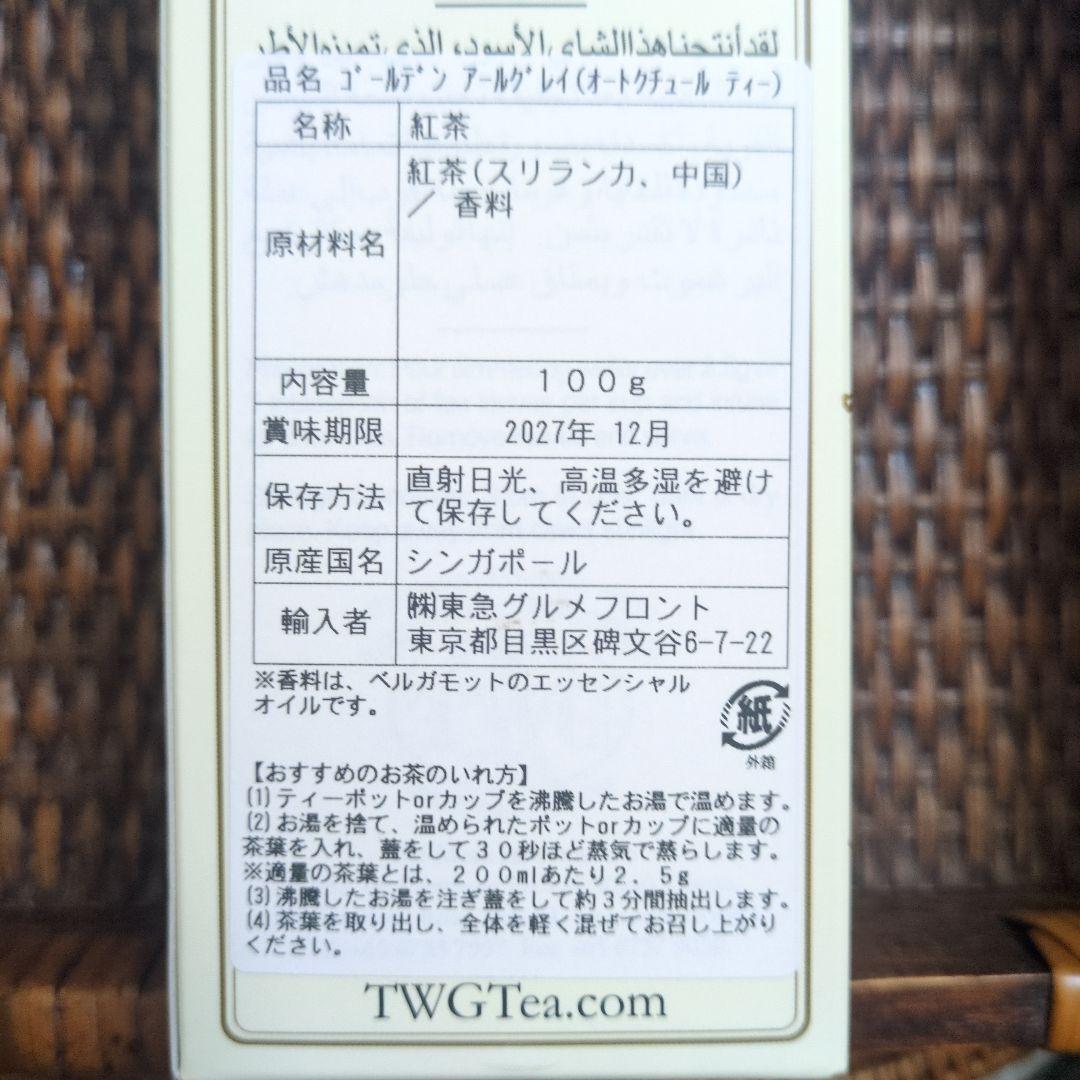 品名 ｺﾞｰﾙﾃﾞﾝ ｱｰﾙｸﾞﾚｲ(ｵｰﾄｸﾁｭｰﾙ ﾃｨｰ)
名称 紅茶
原材料名 紅茶(スリランカ、中国)
／ 香料
内容量 １００ｇ
賞味期限 2027年 12月
保存方法 直射日光、高温多湿を避け
て保存してください。
原産国名 シンガポール
輸入者 ㈱東急グルメフロント
東京都目黒区碑文谷6-7-22
※香料は、ベルガモットのエッセンシャル
オイルです。
紙
外箱
【おすすめのお茶のいれ方】
(1)ティーポットorカップを沸騰したお湯で温めます。
(2)お湯を捨て、温められたポットorカップに適量の
茶葉を入れ、蓋をして３０秒ほど蒸気で蒸らします。
※適量の茶葉とは、２００mlあたり２．５ｇ
(3)沸騰したお湯を注ぎ蓋をして約３分間抽出します。
(4)茶葉を取り出し、全体を軽く混ぜてお召し上がり
ください。
TWGTea.com